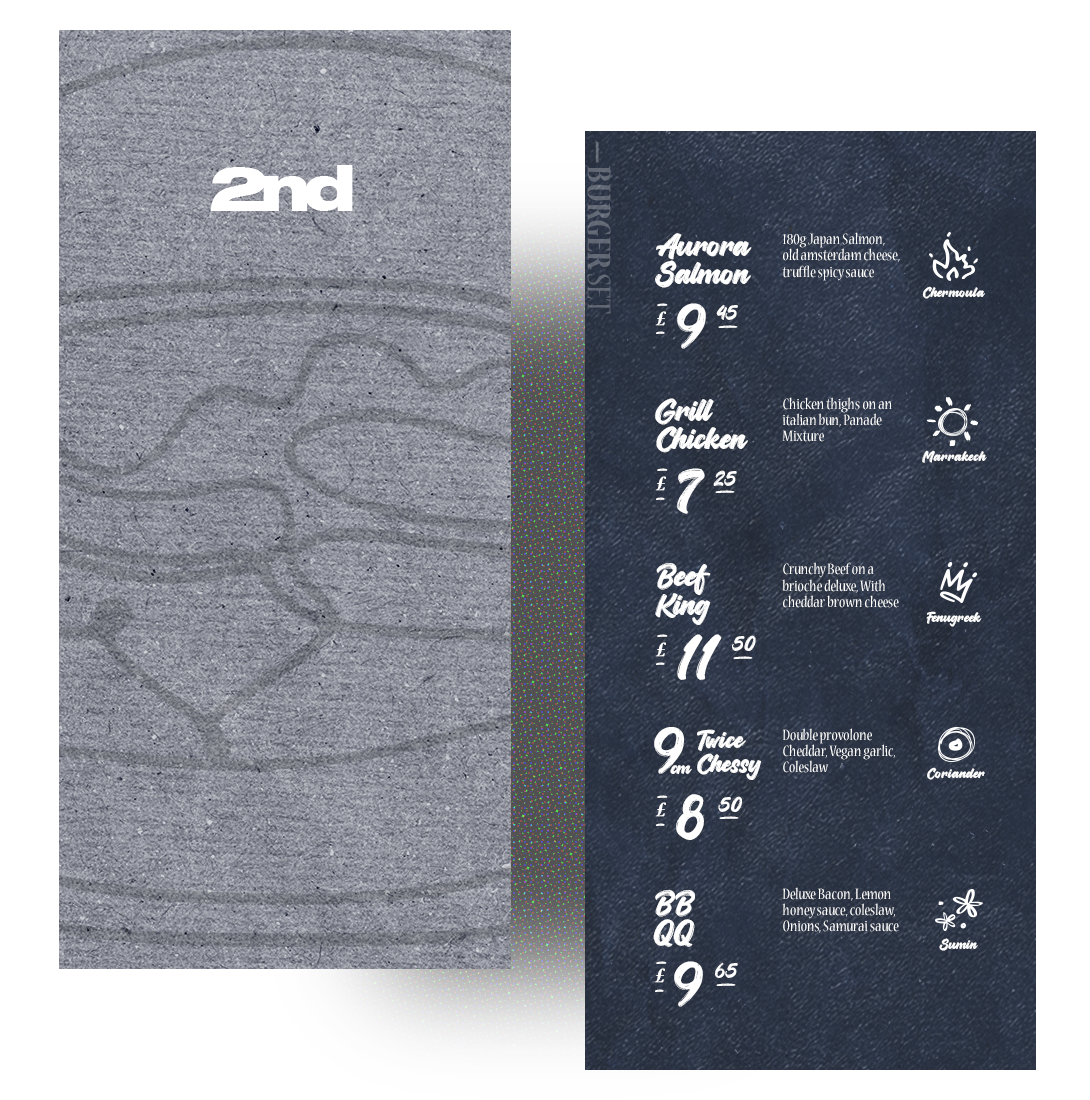 2nd
—BURGER SET
Aurora
Salmon
£ 9 45
180g Japan Salmon,
old amsterdam cheese,
truffle spicy sauce
Chermoula
Grill
Chicken
£ 7 25
Chicken thighs on an
italian bun, Panade
Mixture
Marrakech
Beef
King
£ 11 50
Crunchy Beef on a
brioche deluxe, With
cheddar brown cheese
Fenugreek
9cm Twice
Chessy
£ 8 50
Double provolone
Cheddar, Vegan garlic,
Coleslaw
Coriander
BB
QQ
£ 9 65
Deluxe Bacon, Lemon
honey sauce, coleslaw,
Onions, Samurai sauce
Sumin